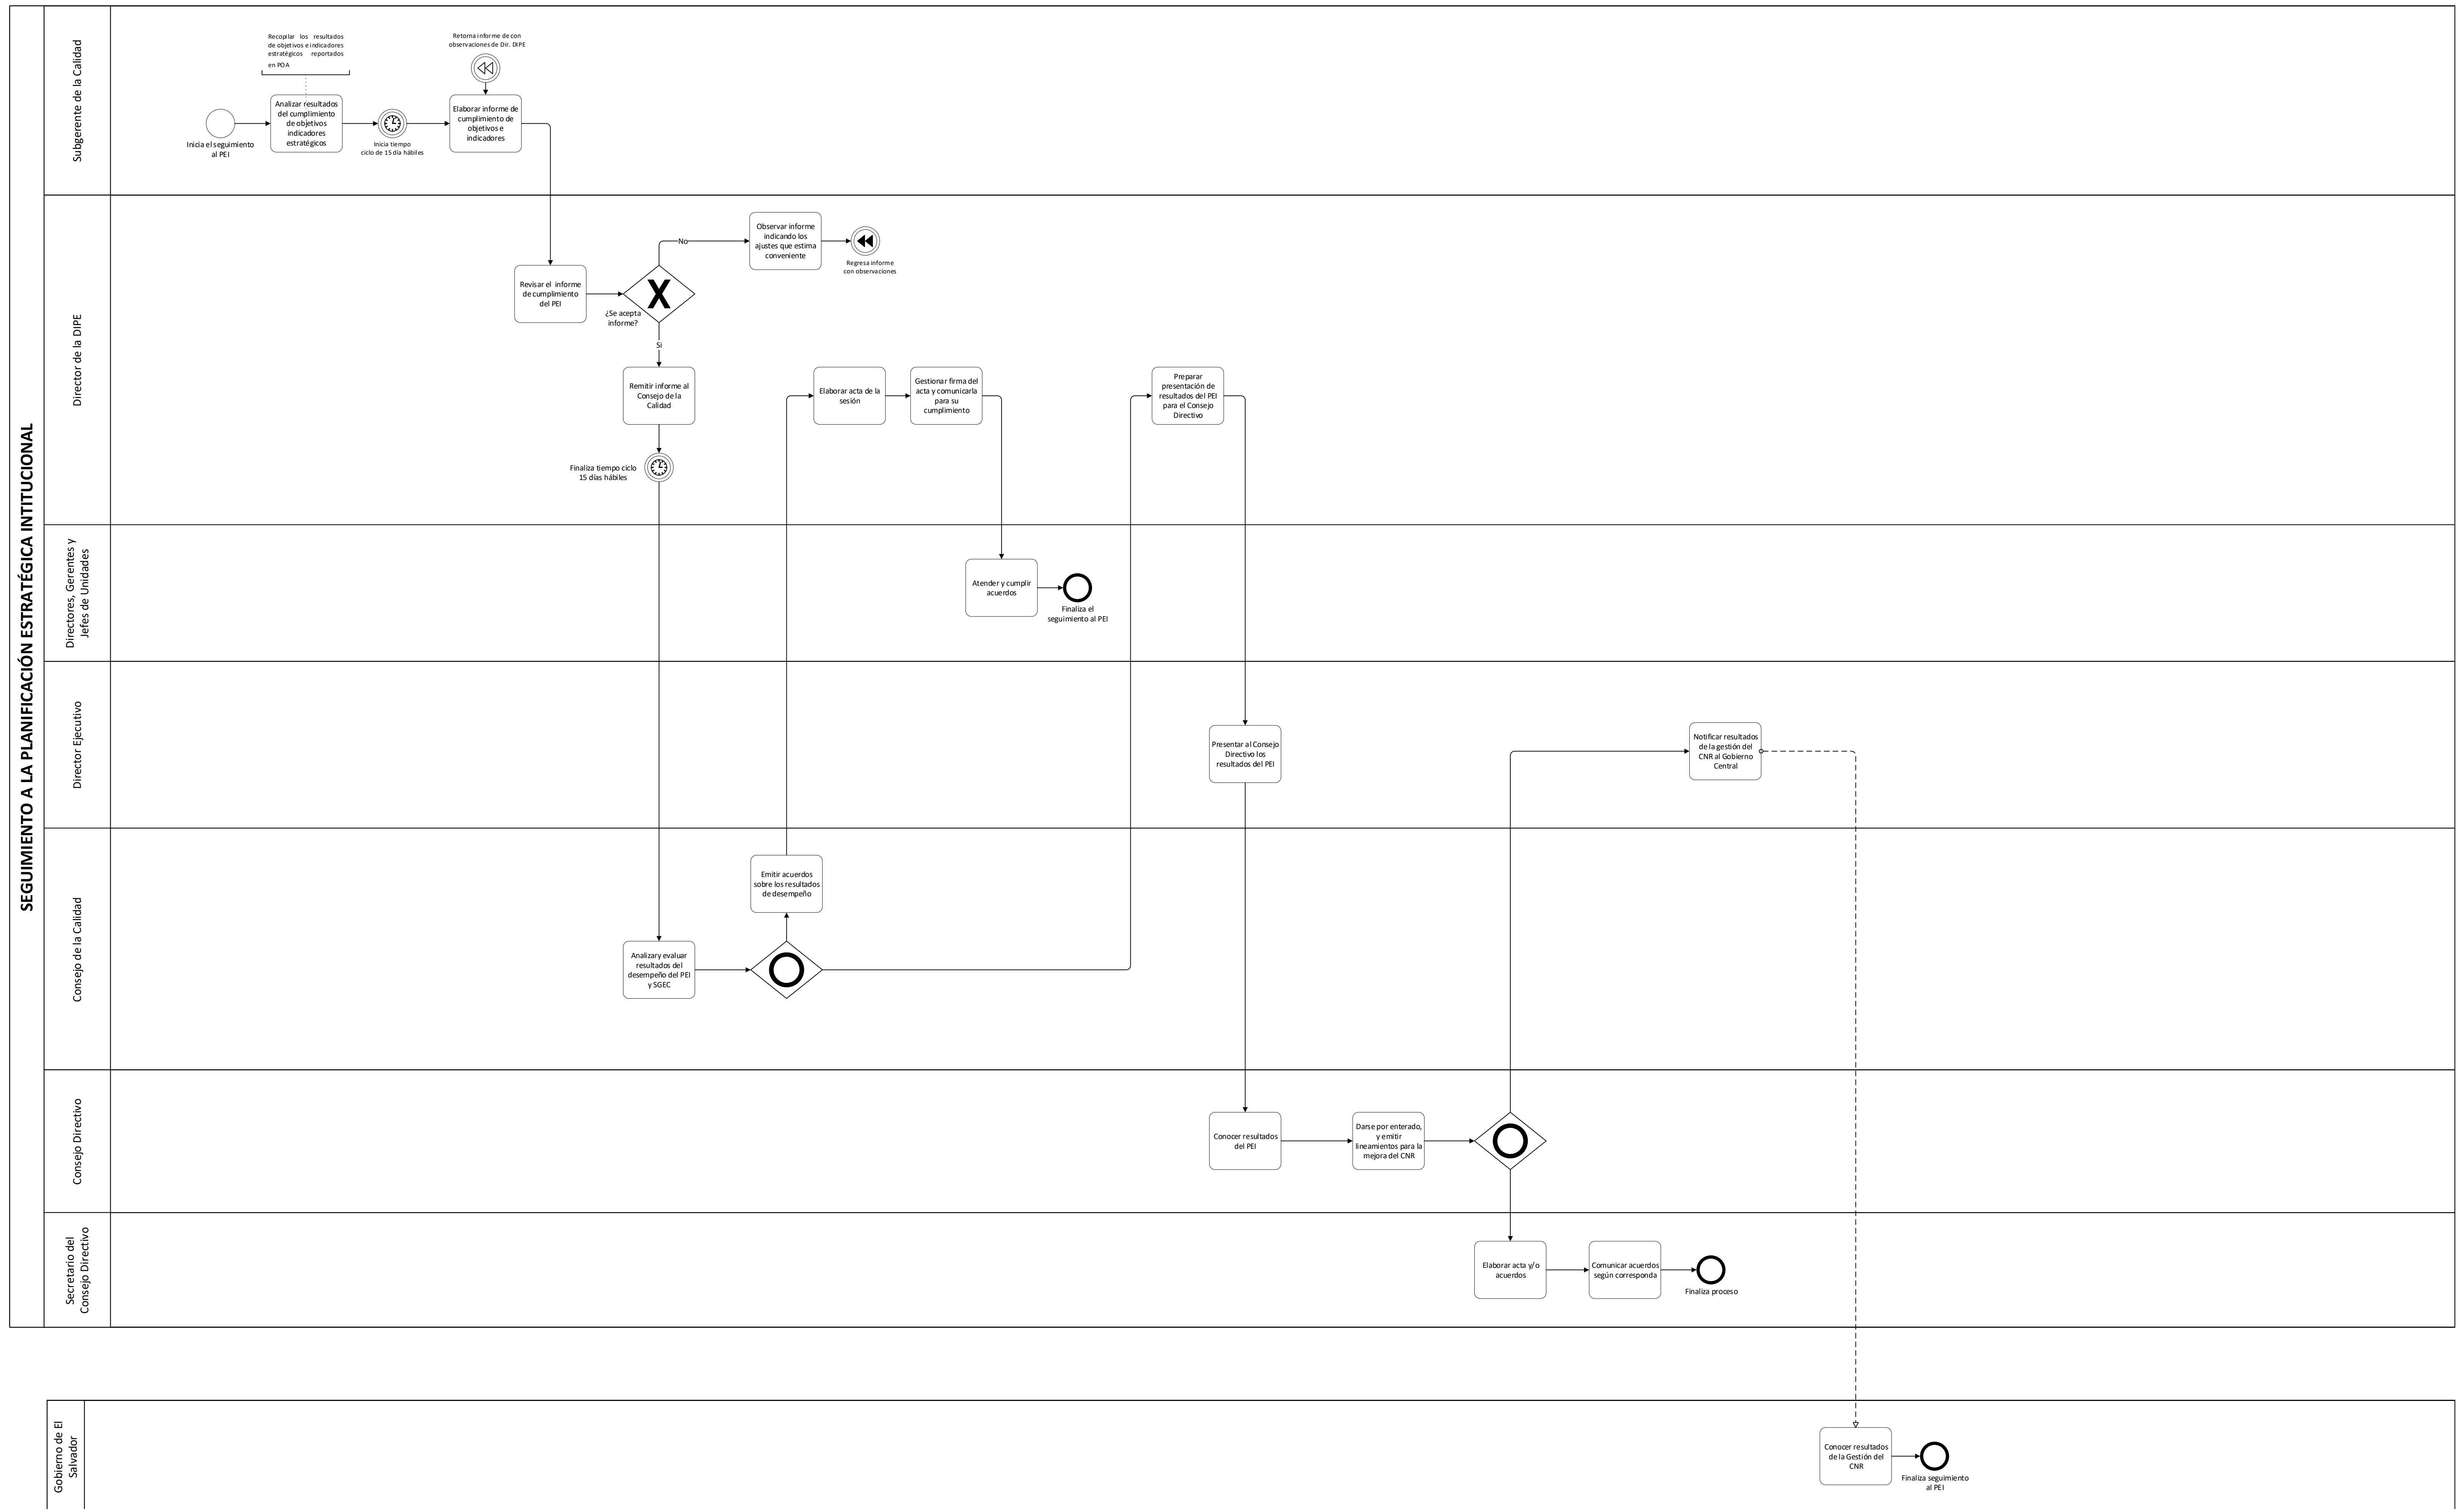 SEGUIMIENTO A LA PLANIFICACIÓN ESTRATÉGICA INTITUCIONAL
Subgerente de la Calidad
Recopilar los resultados
de objetivos e indicadores
estratégicos reportados
en POA
Retorna informe de con
observaciones de Dir. DIPE
Inicia el seguimiento
al PEI
Analizar resultados
del cumplimiento
de objetivos
indicadores
estratégicos
Inicia tiempo
ciclo de 15 día hábiles
Elaborar informe de
cumplimiento de
objetivos e
indicadores
Director de la DIPE
Revisar el informe
de cumplimiento
del PEI
¿Se acepta
informe?
No
Observar informe
indicando los
ajustes que estima
conveniente
Regresa informe
con observaciones
Si
Remitir informe al
Consejo de la
Calidad
Finaliza tiempo ciclo
15 días hábiles
Elaborar acta de la
sesión
Gestionar firma del
acta y comunicarla
para su
cumplimiento
Preparar
presentación de
resultados del PEI
para el Consejo
Directivo
Directores, Gerentes y
Jefes de Unidades
Atender y cumplir
acuerdos
Finaliza el
seguimiento al PEI
Director Ejecutivo
Presentar al Consejo
Directivo los
resultados del PEI
Notificar resultados
de la gestión del
CNR al Gobierno
Central
Consejo de la Calidad
Emitir acuerdos
sobre los resultados
de desempeño
Analizar y evaluar
resultados del
desempeño del PEI
y SGEC
Consejo Directivo
Conocer resultados
del PEI
Darse por enterado,
y emitir
lineamientos para la
mejora del CNR
Secretario del
Consejo Directivo
Elaborar acta y/o
acuerdos
Comunicar acuerdos
según corresponda
Finaliza proceso
Gobierno de El
Salvador
Conocer resultados
de la Gestión del
CNR
Finaliza seguimiento
al PEI